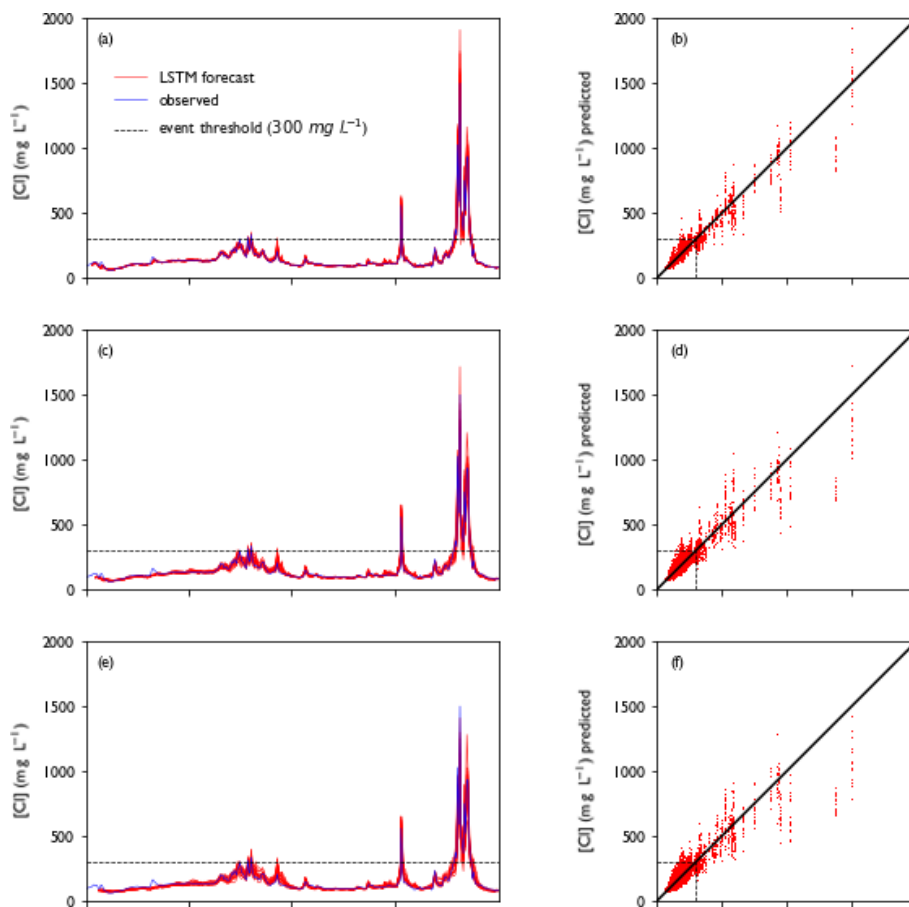 2000
(a)
LSTM forecast
observed
event threshold (300 mg L⁻¹)
1500
1000
500
0
[Cl] (mg L⁻¹)
2000
(b)
1500
1000
500
0
[Cl] (mg L⁻¹) predicted
2000
(c)
1500
1000
500
0
[Cl] (mg L⁻¹)
2000
(d)
1500
1000
500
0
[Cl] (mg L⁻¹) predicted
2000
(e)
1500
1000
500
0
[Cl] (mg L⁻¹)
2000
(f)
1500
1000
500
0
[Cl] (mg L⁻¹) predicted